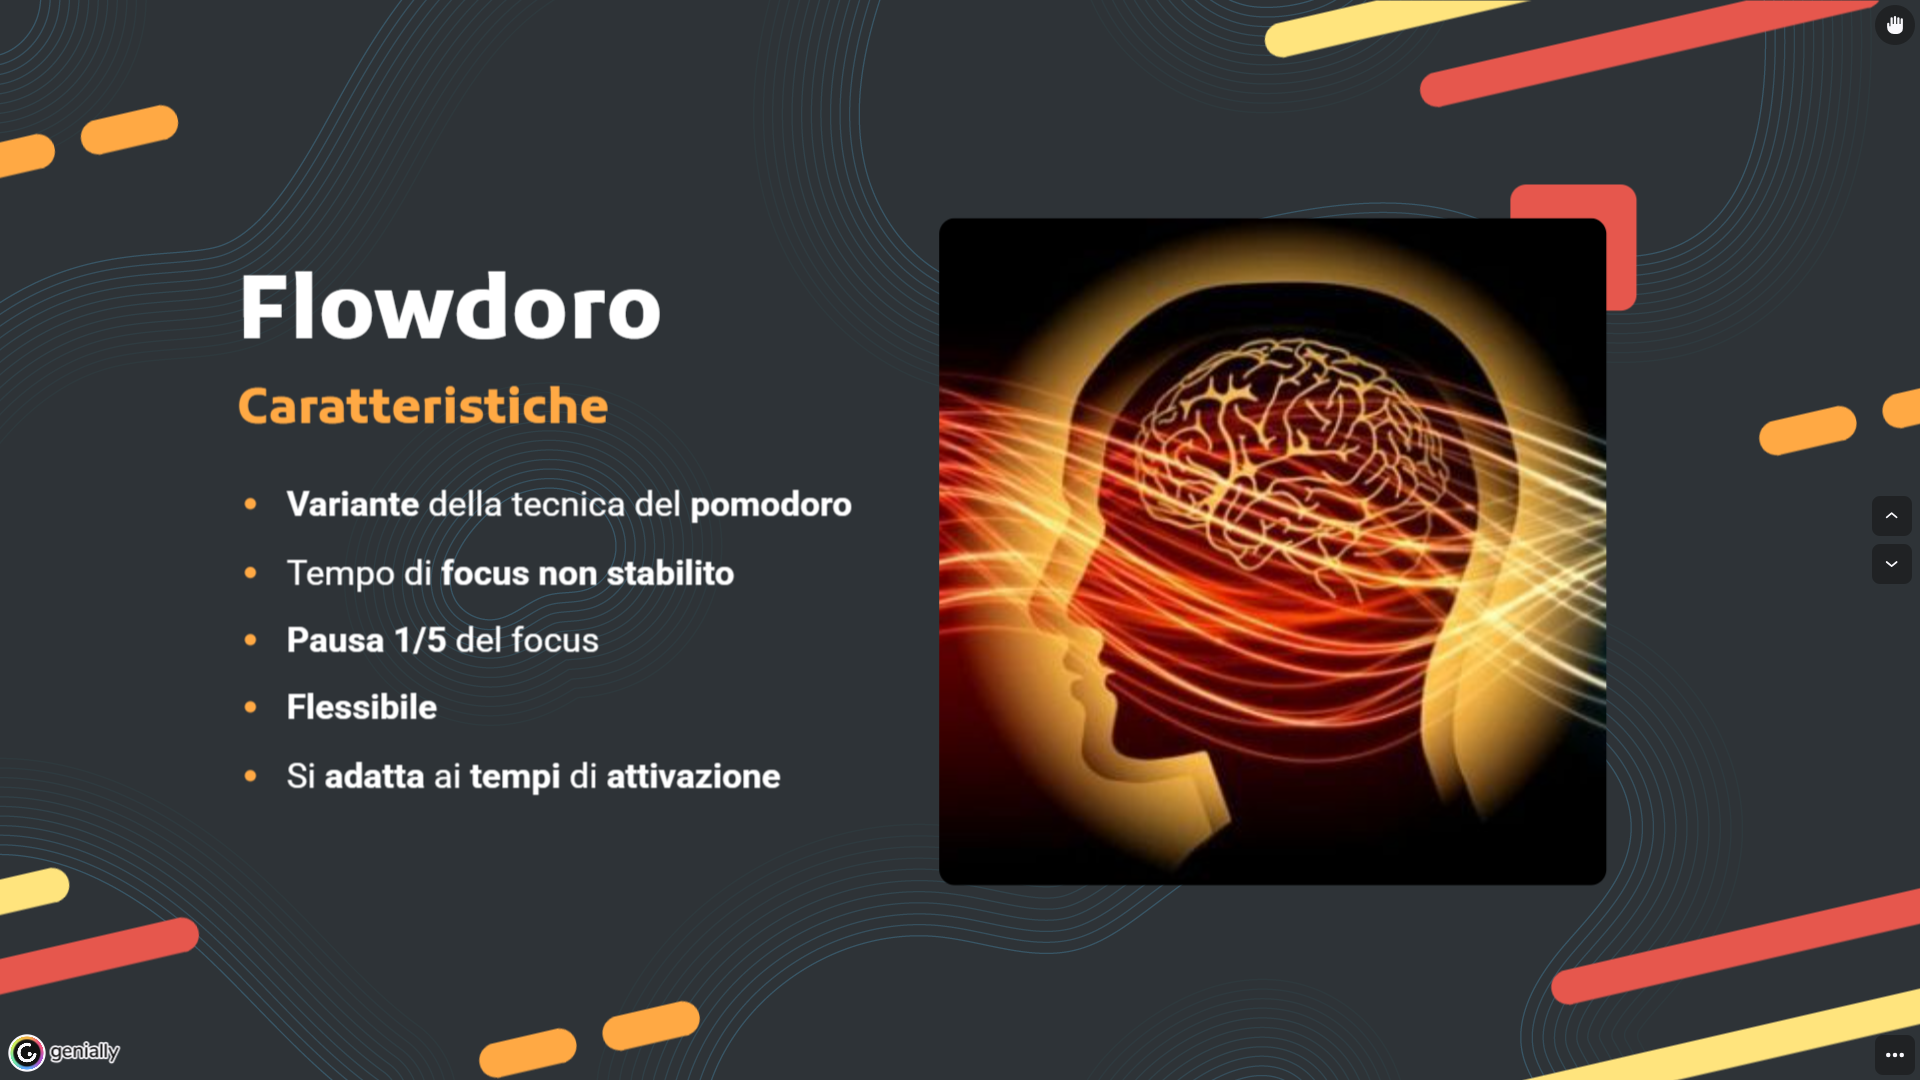 Flowdoro
Caratteristiche
• Variante della tecnica del pomodoro
• Tempo di focus non stabilito
• Pausa 1/5 del focus
• Flessibile
• Si adatta ai tempi di attivazione
genially